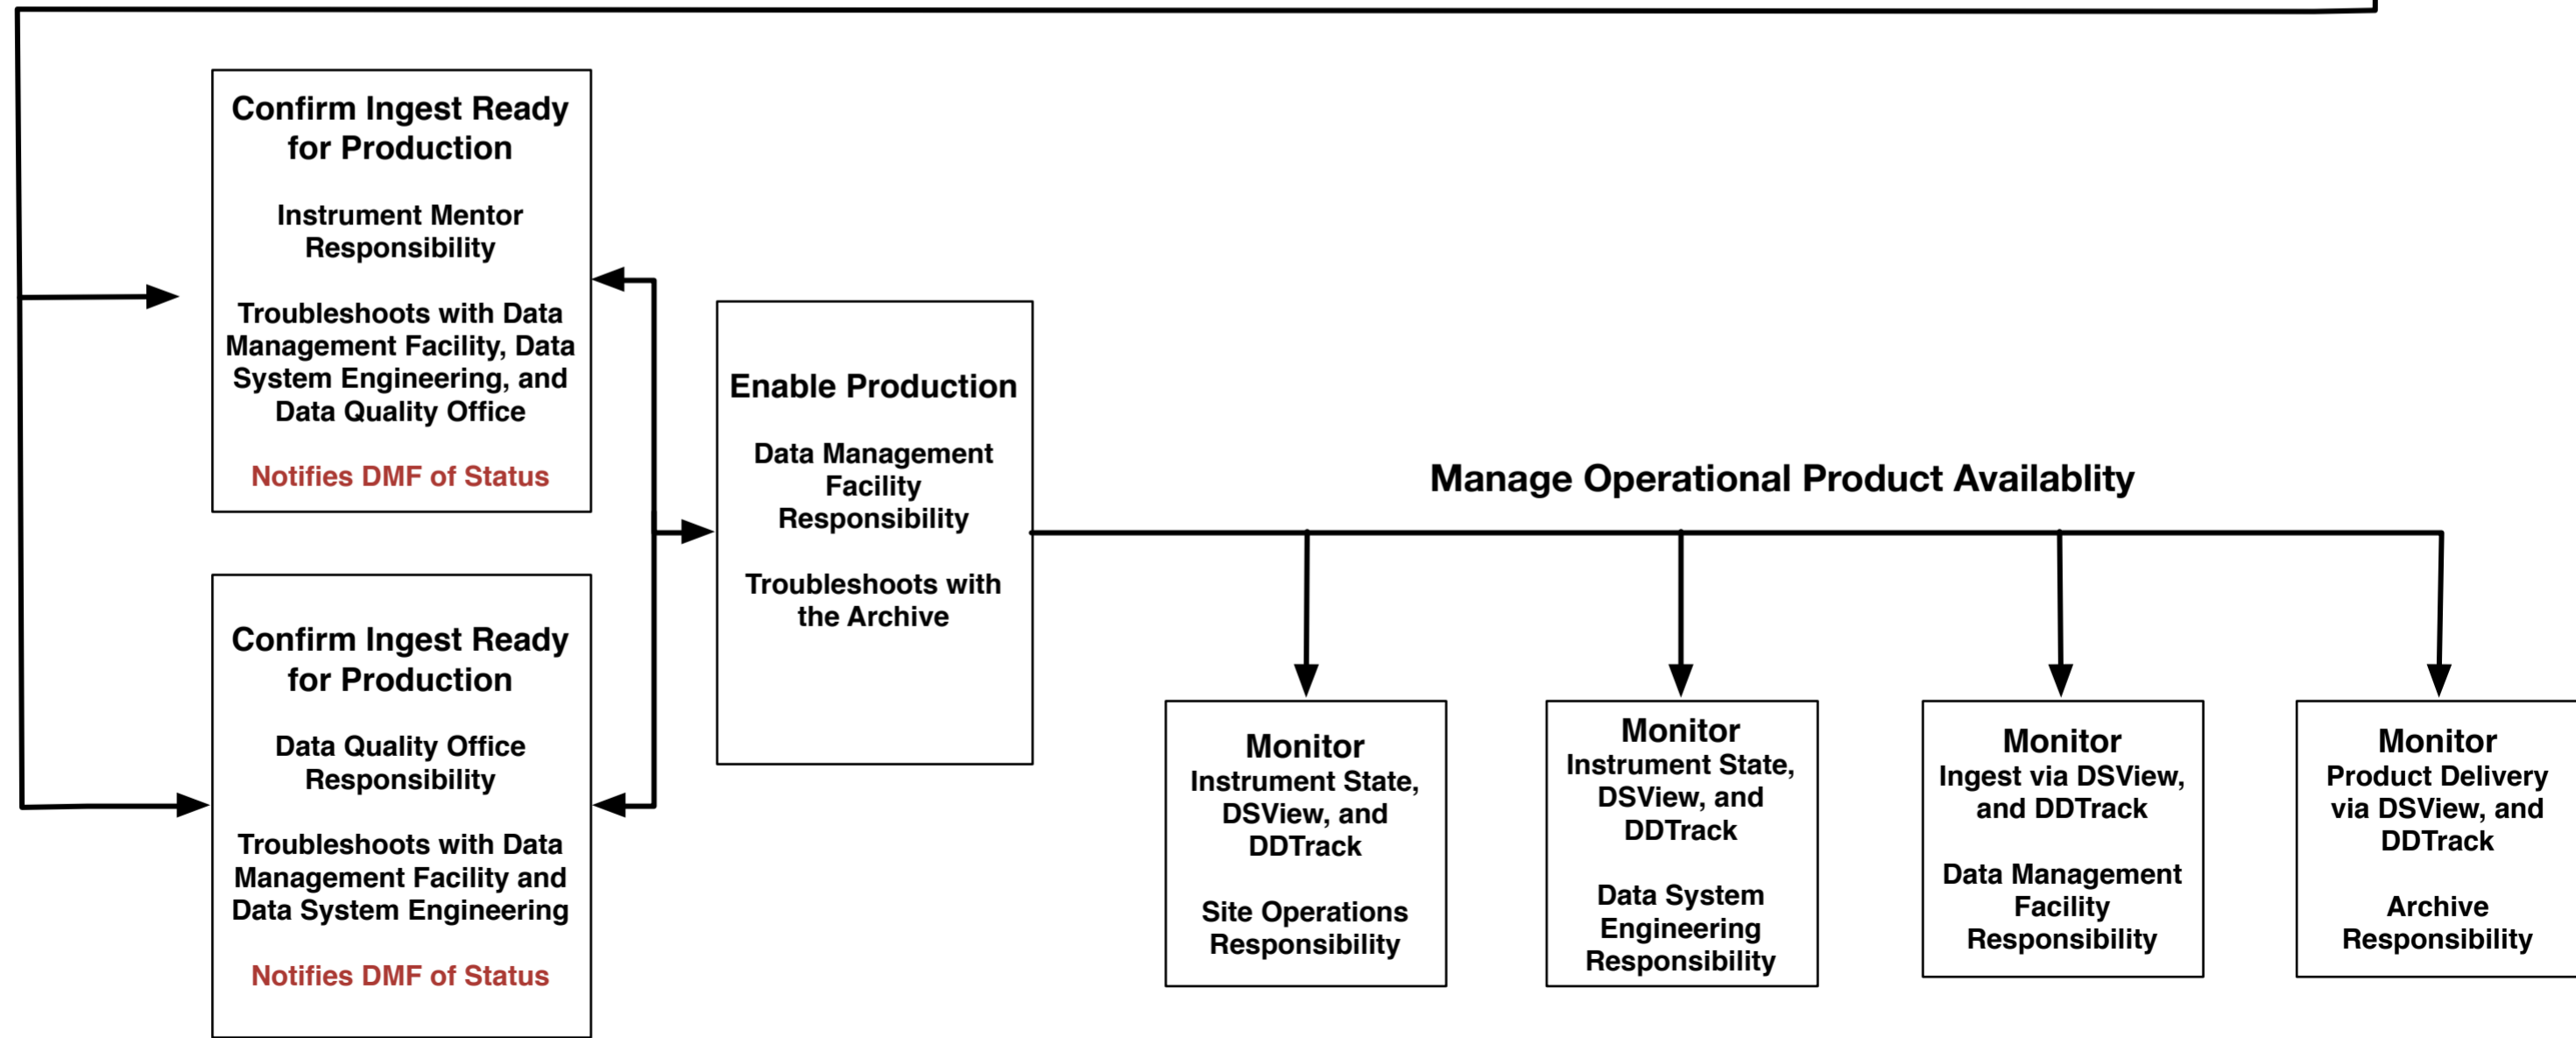 Confirm Ingest Ready
for Production
Instrument Mentor
Responsibility
Troubleshoots with Data
Management Facility, Data
System Engineering, and
Data Quality Office
Notifies DMF of Status
Confirm Ingest Ready
for Production
Data Quality Office
Responsibility
Troubleshoots with Data
Management Facility and
Data System Engineering
Notifies DMF of Status
Enable Production
Data Management
Facility
Responsibility
Troubleshoots with
the Archive
Manage Operational Product Availablity
Monitor
Instrument State,
DSView, and
DDTrack
Site Operations
Responsibility
Monitor
Instrument State,
DSView, and
DDTrack
Data System
Engineering
Responsibility
Monitor
Ingest via DSView,
and DDTrack
Data Management
Facility
Responsibility
Monitor
Product Delivery
via DSView, and
DDTrack
Archive
Responsibility